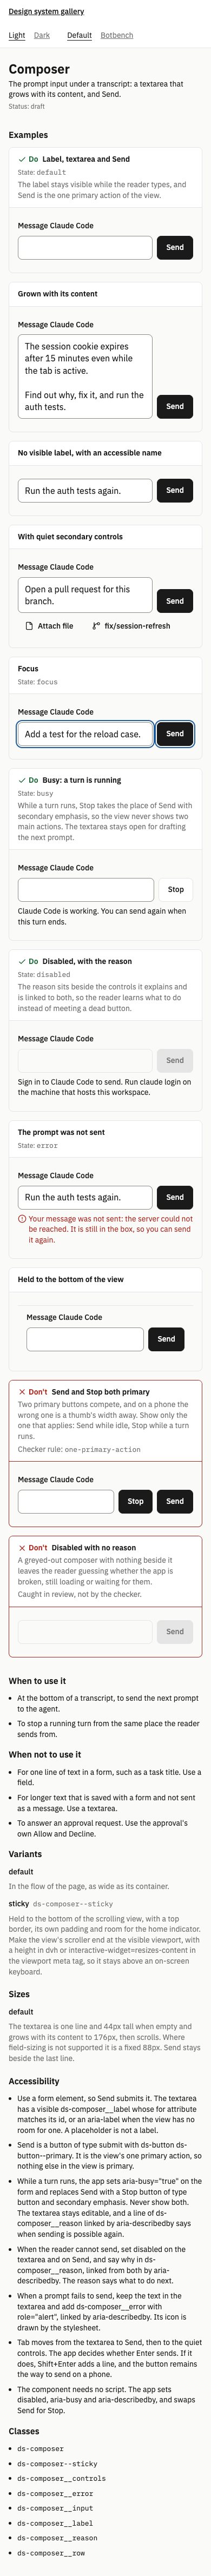 Design system gallery
Light Dark Default Botbench
Composer
The prompt input under a transcript: a textarea that
grows with its content, and Send.
Status: draft
Examples
Do Label, textarea and Send
State: default
The label stays visible while the reader types, and
Send is the one primary action of the view.
Message Claude Code
Send
Grown with its content
Message Claude Code
The session cookie expires
after 15 minutes even while
the tab is active.
Find out why, fix it, and run the
auth tests.
Send
No visible label, with an accessible name
Run the auth tests again.
Send
With quiet secondary controls
Message Claude Code
Open a pull request for this
branch.
Send
Attach file
fix/session-refresh
Focus
State: focus
Message Claude Code
Add a test for the reload case.
Send
Do Busy: a turn is running
State: busy
While a turn runs, Stop takes the place of Send with
secondary emphasis, so the view never shows two
main actions. The textarea stays open for drafting
the next prompt.
Message Claude Code
Stop
Claude Code is working. You can send again when
this turn ends.
Do Disabled, with the reason
State: disabled
The reason sits beside the controls it explains and
is linked to both, so the reader learns what to do
instead of meeting a dead button.
Message Claude Code
Send
Sign in to Claude Code to send. Run claude login on
the machine that hosts this workspace.
The prompt was not sent
State: error
Message Claude Code
Run the auth tests again.
Send
Your message was not sent: the server could not
be reached. It is still in the box, so you can send
it again.
Held to the bottom of the view
Message Claude Code
Send
Don't Send and Stop both primary
Two primary buttons compete, and on a phone the
wrong one is a thumb's width away. Show only the
one that applies: Send while idle, Stop while a turn
runs.
Checker rule: one-primary-action
Message Claude Code
Stop
Send
Don't Disabled with no reason
A greyed-out composer with nothing beside it
leaves the reader guessing whether the app is
broken, still loading or waiting for them.
Caught in review, not by the checker.
Send
When to use it
At the bottom of a transcript, to send the next prompt
to the agent.
To stop a running turn from the same place the reader
sends from.
When not to use it
For one line of text in a form, such as a task title. Use a
field.
For longer text that is saved with a form and not sent
as a message. Use a textarea.
To answer an approval request. Use the approval's
own Allow and Decline.
Variants
default
In the flow of the page, as wide as its container.
sticky ds-composer--sticky
Held to the bottom of the scrolling view, with a top
border, its own padding and room for the home indicator.
Make the view's scroller end at the visible viewport, with
a height in dvh or interactive-widget=resizes-content in
the viewport meta tag, so it stays above an on-screen
keyboard.
Sizes
default
The textarea is one line and 44px tall when empty and
grows with its content to 176px, then scrolls. Where
field-sizing is not supported it is a fixed 88px. Send stays
beside the last line.
Accessibility
Use a form element, so Send submits it. The textarea
has a visible ds-composer__label whose for attribute
matches its id, or an aria-label when the view has no
room for one. A placeholder is not a label.
Send is a button of type submit with ds-button ds-
button--primary. It is the view's one primary action, so
nothing else in the view is primary.
While a turn runs, the app sets aria-busy="true" on the
form and replaces Send with a Stop button of type
button and secondary emphasis. Never show both.
The textarea stays editable, and a line of ds-
composer__reason linked by aria-describedby says
when sending is possible again.
When the reader cannot send, set disabled on the
textarea and on Send, and say why in ds-
composer__reason, linked from both by aria-
describedby. The reason says what to do next.
When a prompt fails to send, keep the text in the
textarea and add ds-composer__error with
role="alert", linked by aria-describedby. Its icon is
drawn by the stylesheet.
Tab moves from the textarea to Send, then to the quiet
controls. The app decides whether Enter sends. If it
does, Shift+Enter adds a line, and the button remains
the way to send on a phone.
The component needs no script. The app sets
disabled, aria-busy and aria-describedby, and swaps
Send for Stop.
Classes
ds-composer
ds-composer--sticky
ds-composer__controls
ds-composer__error
ds-composer__input
ds-composer__label
ds-composer__reason
ds-composer__row